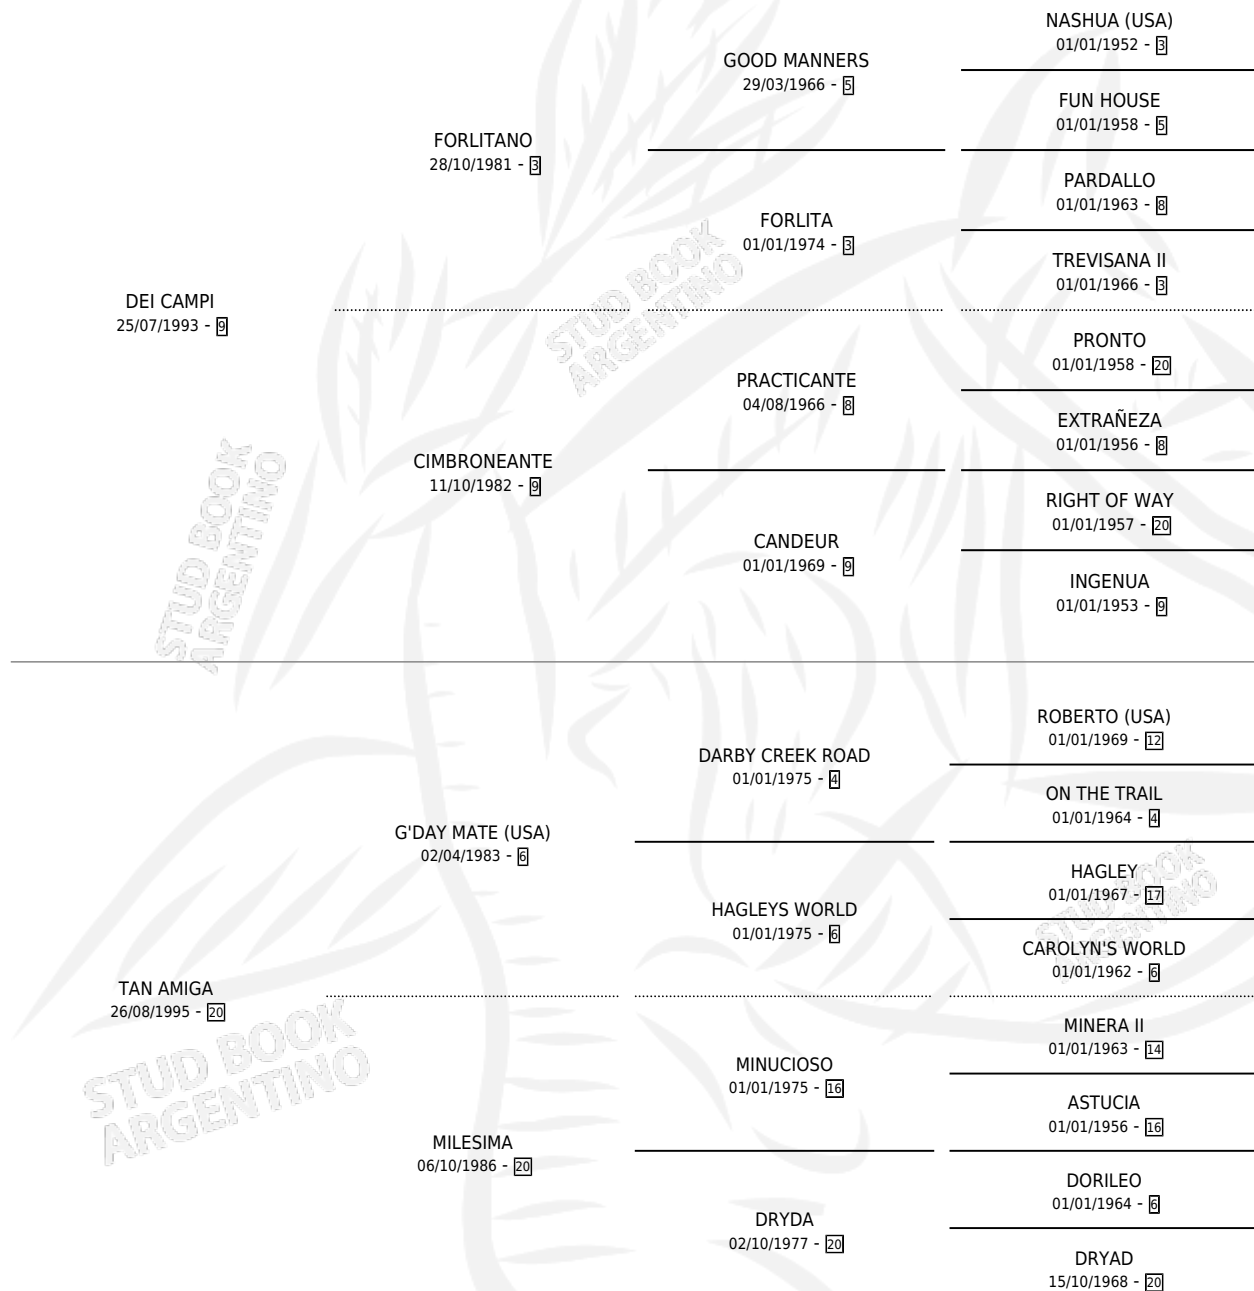 NASHUA (USA)
01/01/1952 - 3
GOOD MANNERS
29/03/1966 - 5
FUN HOUSE
01/01/1958 - 5
FORLITANO
28/10/1981 - 3
PARDALLO
01/01/1963 - 8
FORLITA
01/01/1974 - 3
TREVISANA II
01/01/1966 - 3
DEI CAMPI
25/07/1993 - 9
PRONTO
01/01/1958 - 20
PRACTICANTE
04/08/1966 - 8
EXTRAÑEZA
01/01/1956 - 8
CIMBRONEANTE
11/10/1982 - 9
RIGHT OF WAY
01/01/1957 - 20
CANDEUR
01/01/1969 - 9
INGENUA
01/01/1953 - 9
STUD BOOK
ARGENTINO
STUD BOOK
ARGENTINO
ROBERTO (USA)
01/01/1969 - 12
DARBY CREEK ROAD
01/01/1975 - 4
ON THE TRAIL
01/01/1964 - 4
G'DAY MATE (USA)
02/04/1983 - 6
HAGLEY
01/01/1967 - 17
HAGLEYS WORLD
01/01/1975 - 6
CAROLYN'S WORLD
01/01/1962 - 6
TAN AMIGA
26/08/1995 - 20
MINERA II
01/01/1963 - 14
MINUCIOSO
01/01/1975 - 16
ASTUCIA
01/01/1956 - 16
MILESIMA
06/10/1986 - 20
DORILEO
01/01/1964 - 6
DRYDA
02/10/1977 - 20
DRYAD
15/10/1968 - 20
STUD BOOK
ARGENTINO
STUD BOOK
ARGENTINO